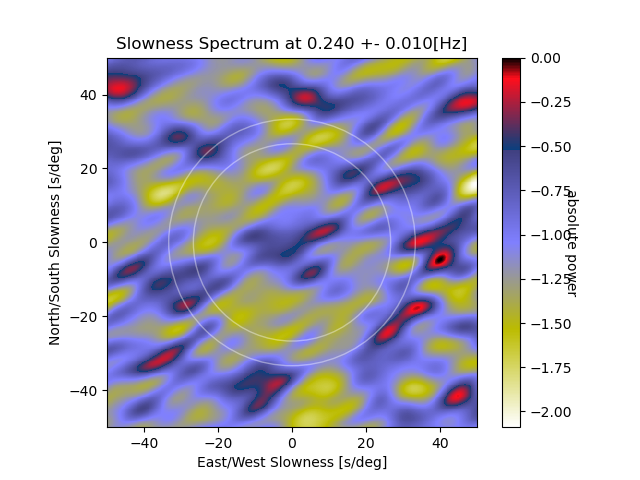 Slowness Spectrum at 0.240 +- 0.010[Hz]
North/South Slowness [s/deg]
40
20
0
−20
−40
−40 −20 0 20 40
East/West Slowness [s/deg]
0.00
−0.25
−0.50
−0.75
−1.00
−1.25
−1.50
−1.75
−2.00
absolute power